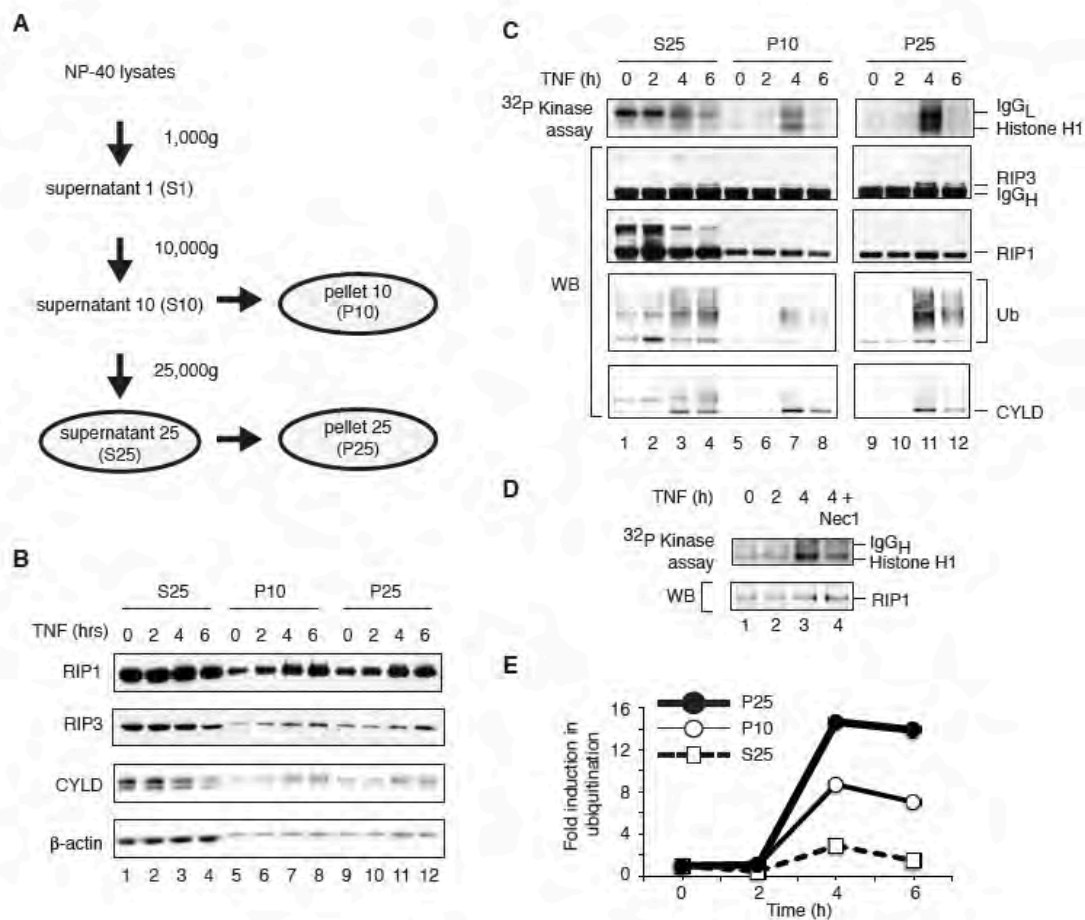 A
NP-40 lysates
1,000g
supernatant 1 (S1)
10,000g
supernatant 10 (S10)
pellet 10
(P10)
25,000g
supernatant 25
(S25)
pellet 25
(P25)
B
S25 P10 P25
TNF (hrs) 0 2 4 6 0 2 4 6 0 2 4 6
RIP1
RIP3
CYLD
β-actin
1 2 3 4 5 6 7 8 9 10 11 12
C
S25 P10 P25
TNF (h) 0 2 4 6 0 2 4 6 0 2 4 6
32P Kinase
assay
IgGL
Histone H1
RIP3
IgGH
RIP1
WB
Ub
CYLD
1 2 3 4 5 6 7 8 9 10 11 12
D
TNF (h) 0 2 4 4 +
Nec1
32P Kinase
assay
IgGH
Histone H1
WB
RIP1
1 2 3 4
E
P25
P10
S25
Fold induction in
ubiquitination
16
12
8
4
0
0 2 4 6
Time (h)